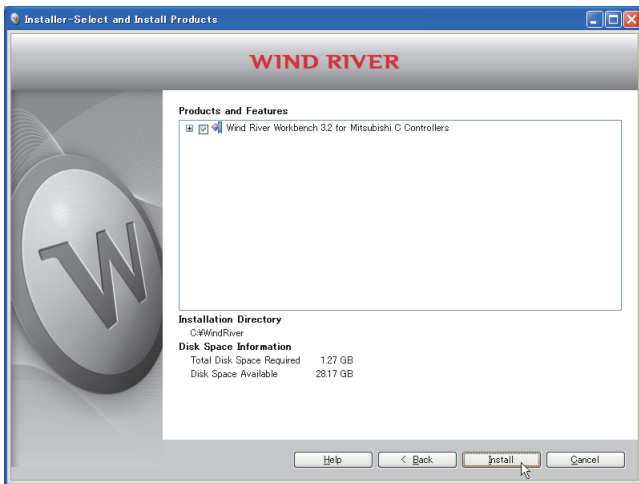 Installer-Select and Install Products
WIND RIVER
Products and Features
Wind River Workbench 3.2 for Mitsubishi C Controllers
Installation Directory
C:¥WindRiver
Disk Space Information
Total Disk Space Required 1.27 GB
Disk Space Available 28.17 GB
Help < Back Install Cancel